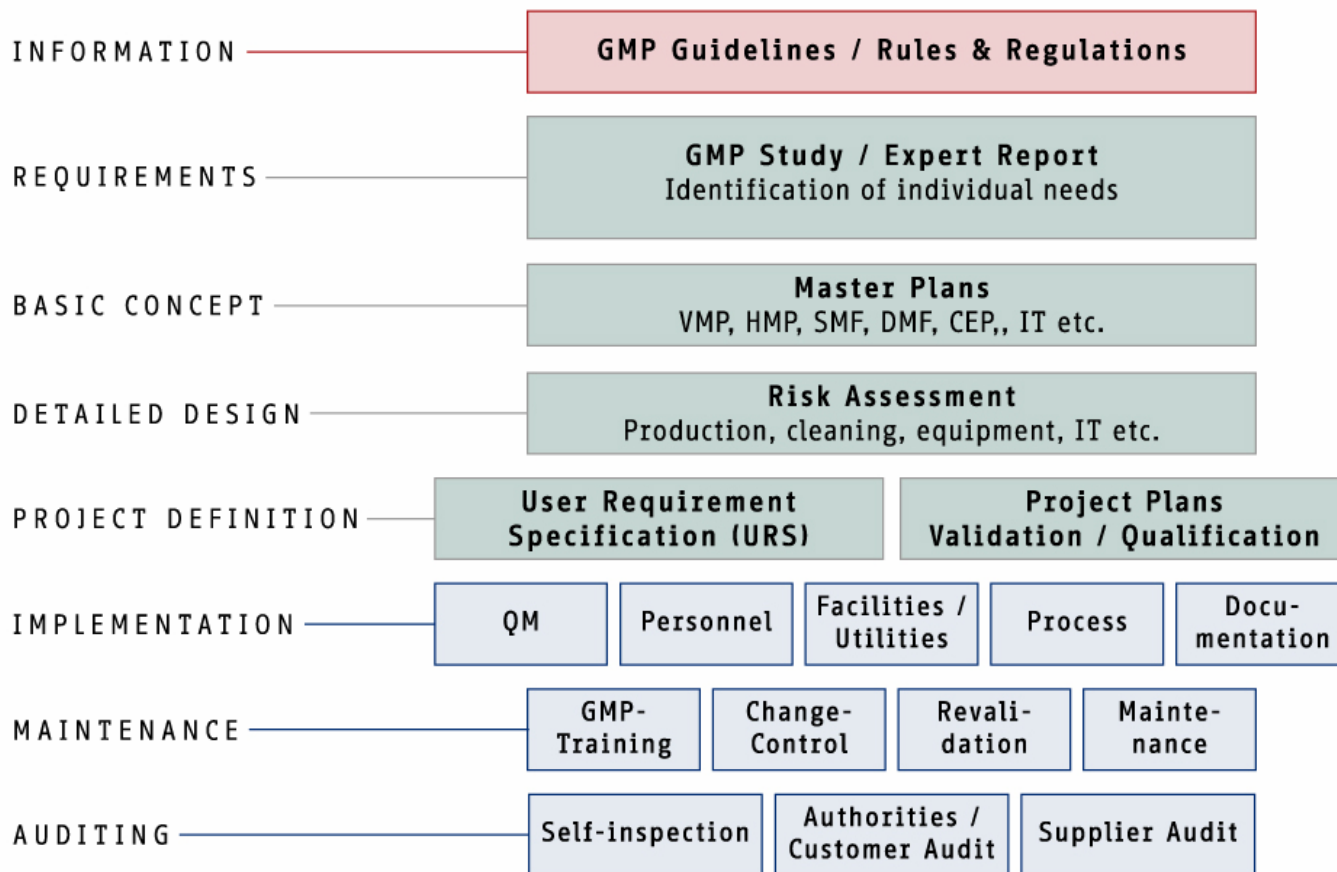 INFORMATION
GMP Guidelines / Rules & Regulations
REQUIREMENTS
GMP Study / Expert Report
Identification of individual needs
BASIC CONCEPT
Master Plans
VMP, HMP, SMF, DMF, CEP,, IT etc.
DETAILED DESIGN
Risk Assessment
Production, cleaning, equipment, IT etc.
PROJECT DEFINITION
User Requirement
Specification (URS)
Project Plans
Validation / Qualification
IMPLEMENTATION
QM
Personnel
Facilities /
Utilities
Process
Docu-
mentation
MAINTENANCE
GMP-
Training
Change-
Control
Revali-
dation
Mainte-
nance
AUDITING
Self-inspection
Authorities /
Customer Audit
Supplier Audit